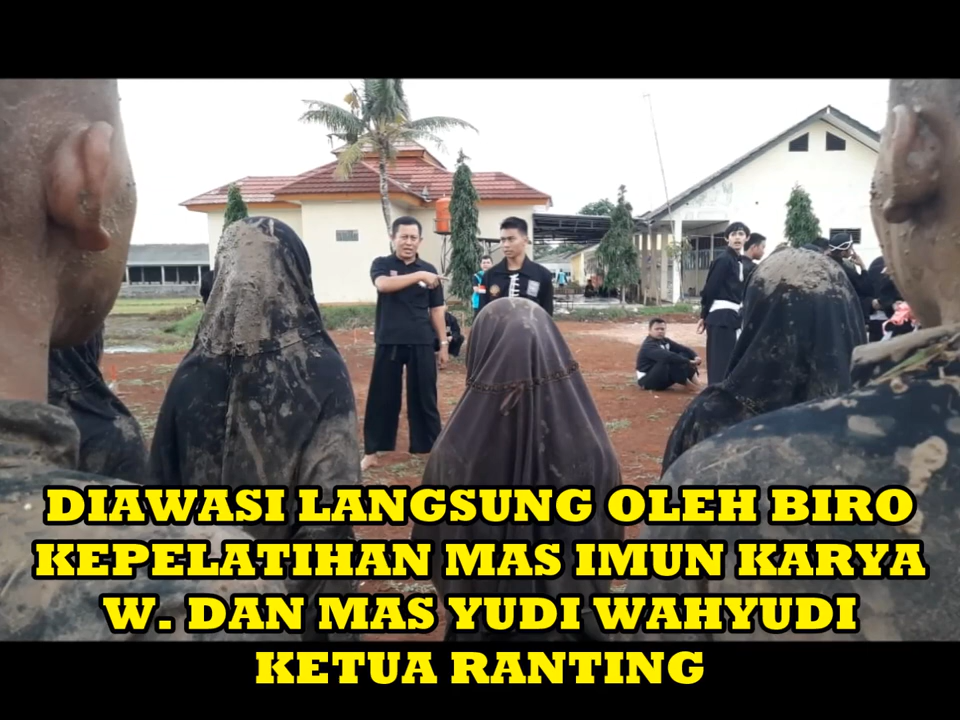 DIAWASI LANGSUNG OLEH BIRO
KEPELATIHAN MAS IMUN KARYA
W. DAN MAS YUDI WAHYUDI
KETUA RANTING